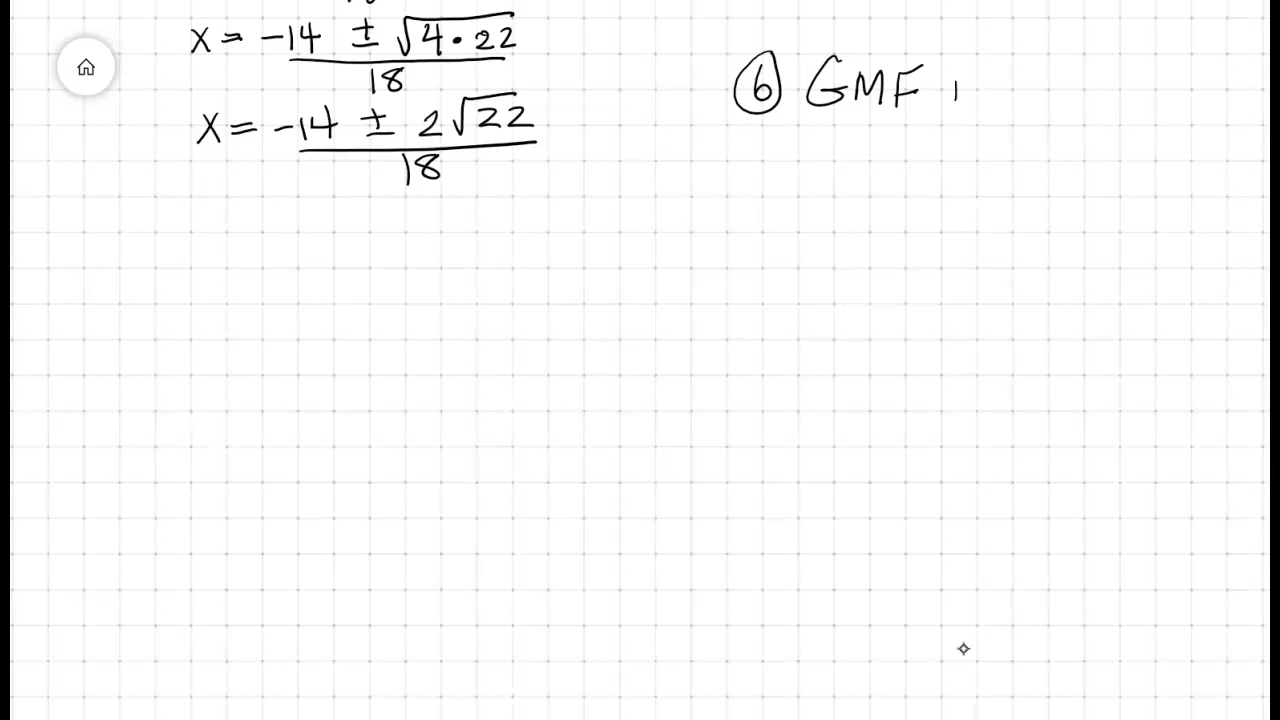 x = -14 ± √4·22
18
x = -14 ± 2√22
18
⑥ GMF